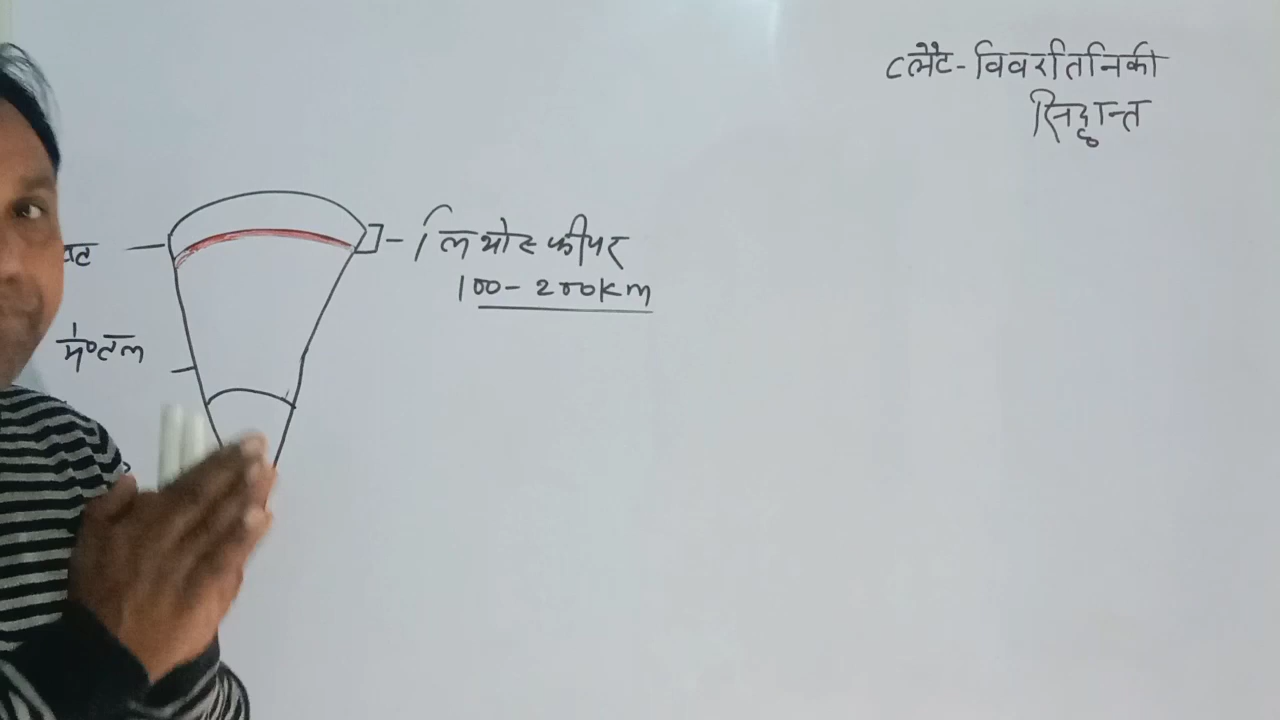 प्लेट-विवर्तनिकी
सिद्धान्त
लिथोस्फीयर
100-200km
मेण्टल